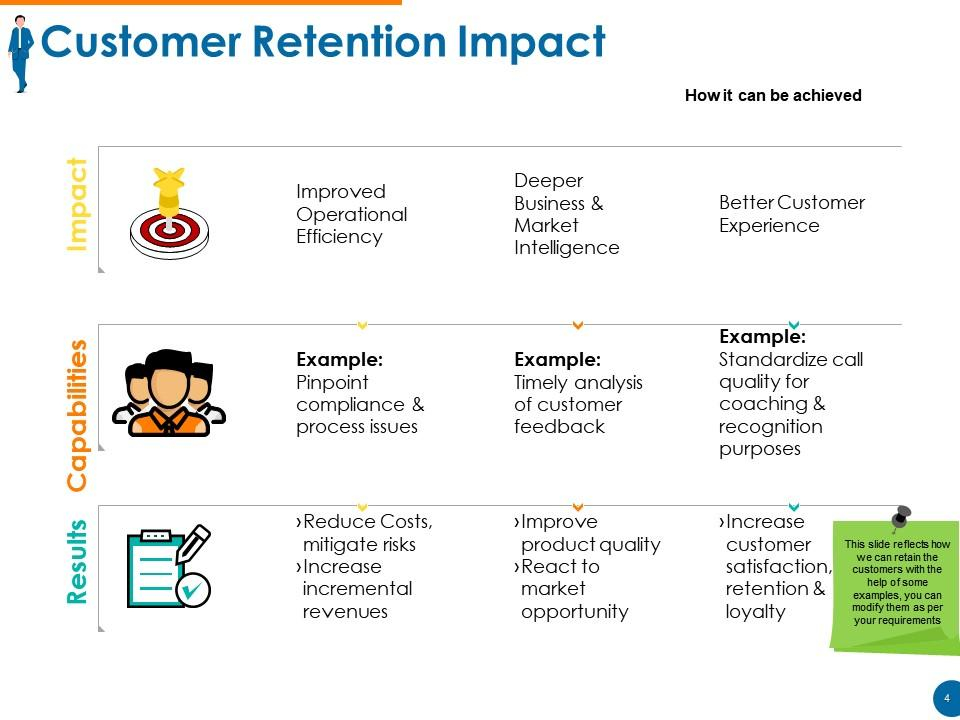 Customer Retention Impact
How it can be achieved
Impact
Improved
Operational
Efficiency
Deeper
Business &
Market
Intelligence
Better Customer
Experience
Capabilities
Example:
Pinpoint
compliance &
process issues
Example:
Timely analysis
of customer
feedback
Example:
Standardize call
quality for
coaching &
recognition
purposes
Results
›Reduce Costs,
mitigate risks
›Increase
incremental
revenues
›Improve
product quality
›React to
market
opportunity
›Increase
customer
satisfaction,
retention &
loyalty
This slide reflects how
we can retain the
customers with the
help of some
examples, you can
modify them as per
your requirements
4